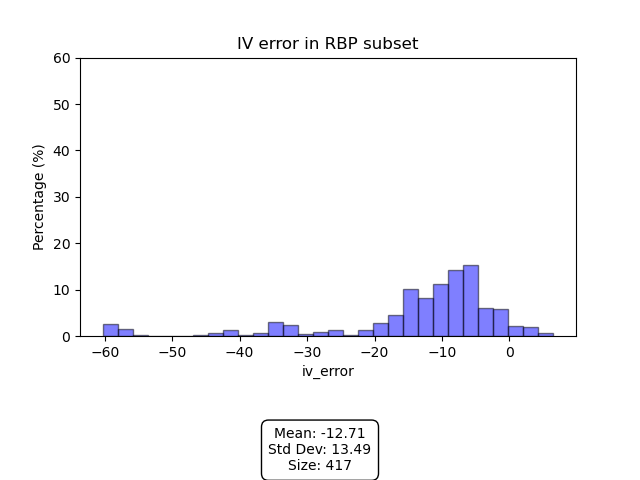 IV error in RBP subset
60
50
40
30
20
10
0
Percentage (%)
−60
−50
−40
−30
−20
−10
0
iv_error
Mean: -12.71
Std Dev: 13.49
Size: 417